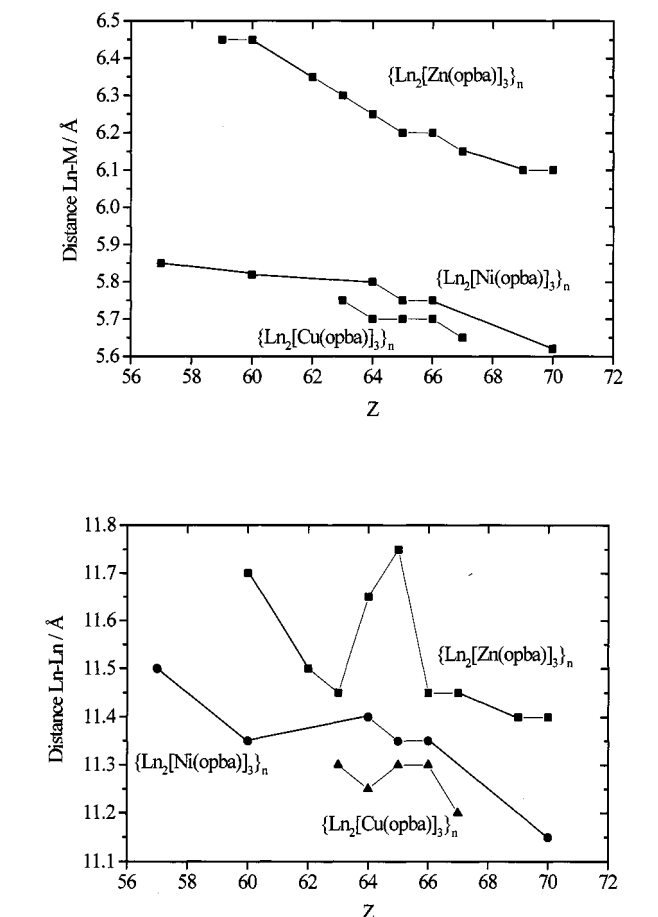 6.5
6.4
6.3
6.2
6.1
6.0
5.9
5.8
5.7
5.6
Distance Ln-M / Å
{Ln2[Zn(opba)]3}n
{Ln2[Ni(opba)]3}n
{Ln2[Cu(opba)]3}n
56 58 60 62 64 66 68 70 72
Z
11.8
11.7
11.6
11.5
11.4
11.3
11.2
11.1
Distance Ln-Ln / Å
{Ln2[Zn(opba)]3}n
{Ln2[Ni(opba)]3}n
{Ln2[Cu(opba)]3}n
56 58 60 62 64 66 68 70 72
Z